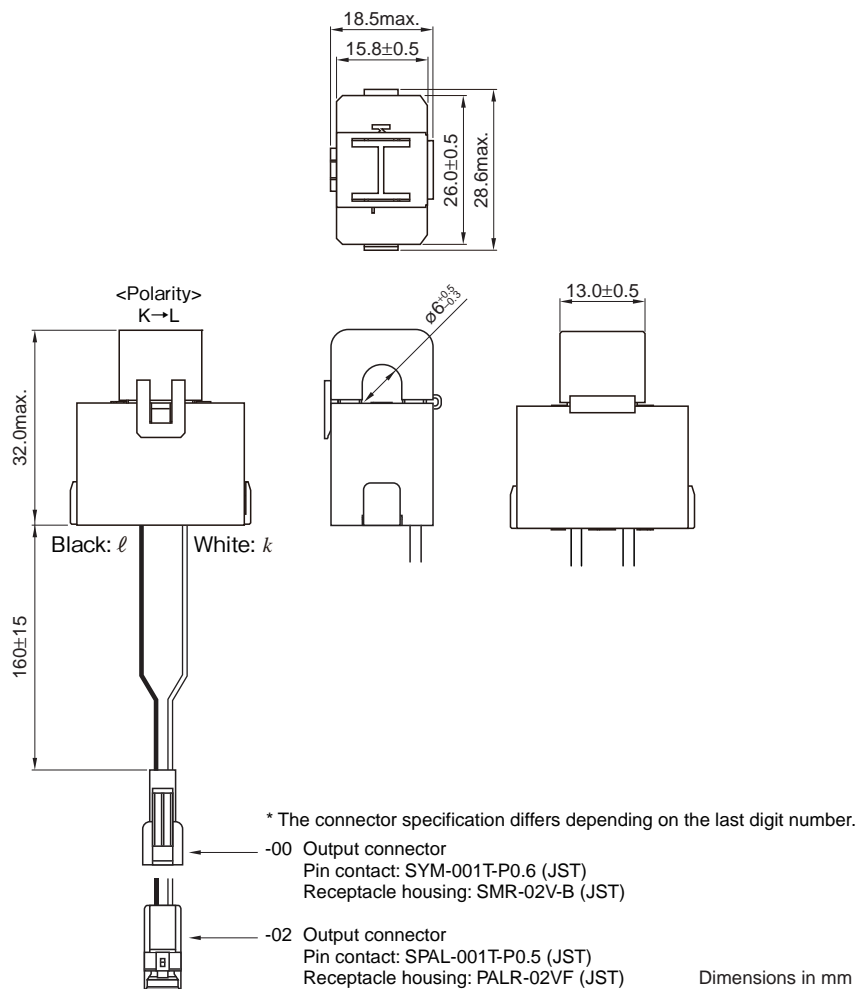 18.5max.
15.8±0.5
26.0±0.5
28.6max.
<Polarity>
K→L
ø6+0.5 -0.3
13.0±0.5
32.0max.
Black: ℓ
White: k
160±15
* The connector specification differs depending on the last digit number.
-00 Output connector
Pin contact: SYM-001T-P0.6 (JST)
Receptacle housing: SMR-02V-B (JST)
-02 Output connector
Pin contact: SPAL-001T-P0.5 (JST)
Receptacle housing: PALR-02VF (JST)
Dimensions in mm